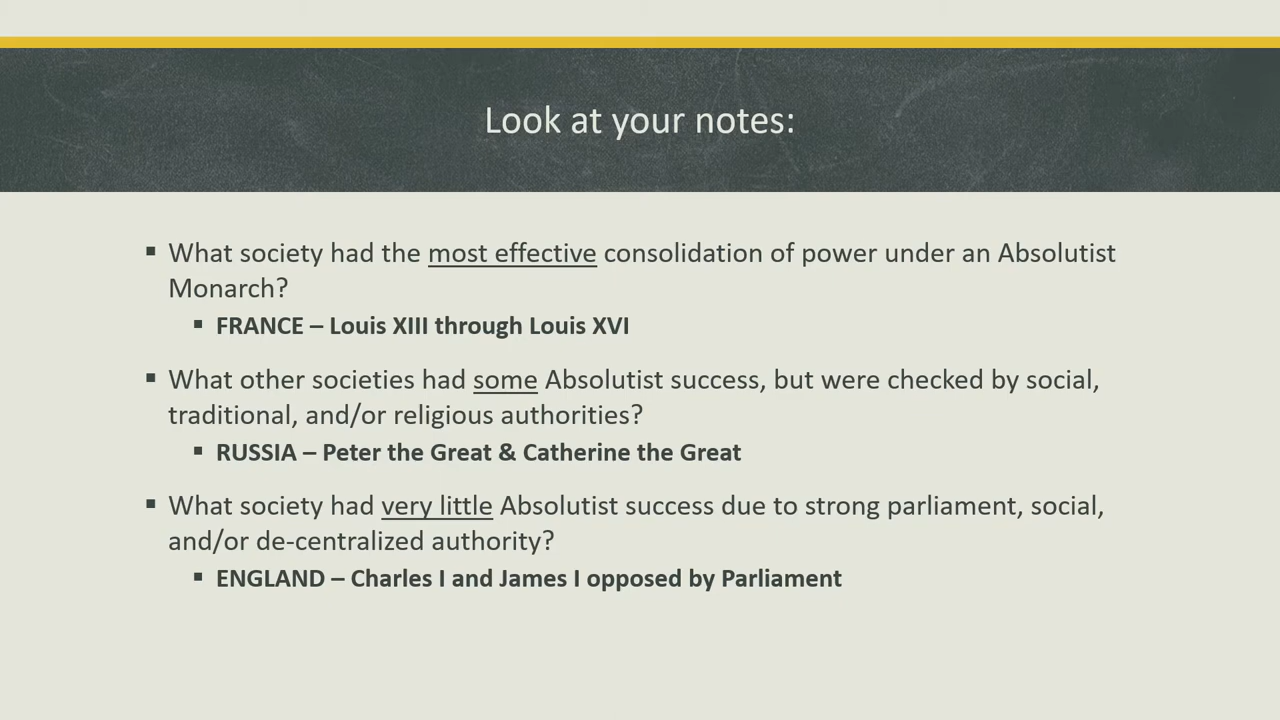 Look at your notes:
▪ What society had the most effective consolidation of power under an Absolutist
Monarch?
▪ FRANCE – Louis XIII through Louis XVI
▪ What other societies had some Absolutist success, but were checked by social,
traditional, and/or religious authorities?
▪ RUSSIA – Peter the Great & Catherine the Great
▪ What society had very little Absolutist success due to strong parliament, social,
and/or de-centralized authority?
▪ ENGLAND – Charles I and James I opposed by Parliament